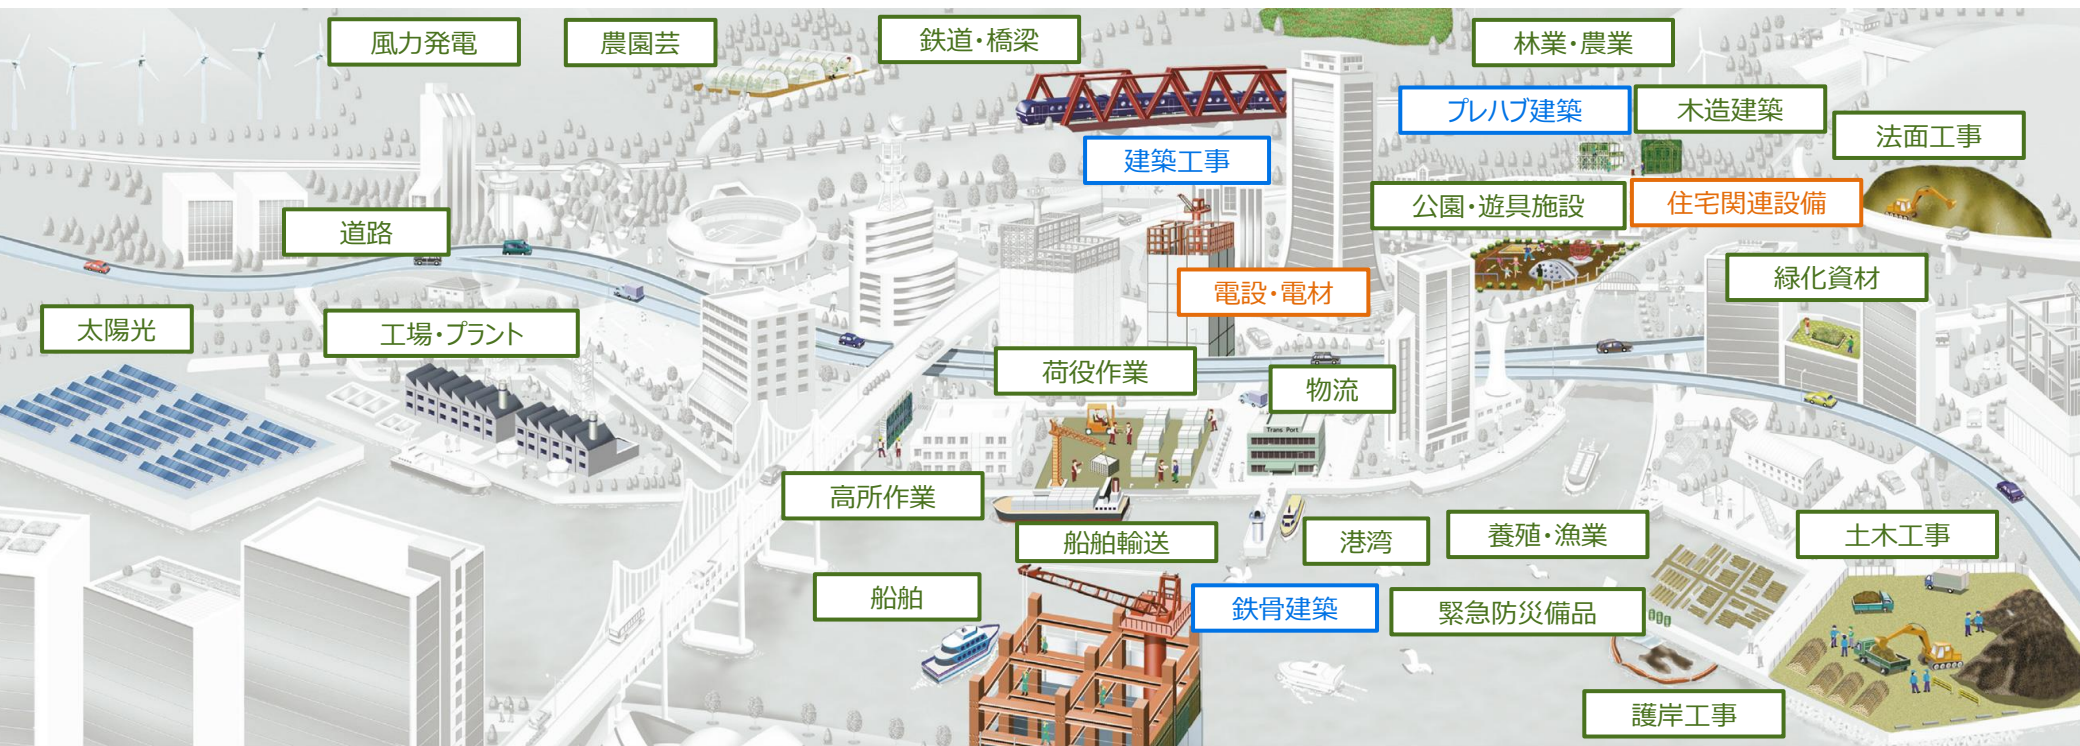 風力発電
農園芸
鉄道・橋梁
林業・農業
プレハブ建築
木造建築
法面工事
建築工事
公園・遊具施設
住宅関連設備
道路
電設・電材
緑化資材
太陽光
工場・プラント
荷役作業
物流
Trans Port
高所作業
船舶輸送
港湾
養殖・漁業
土木工事
船舶
鉄骨建築
緊急防災備品
護岸工事